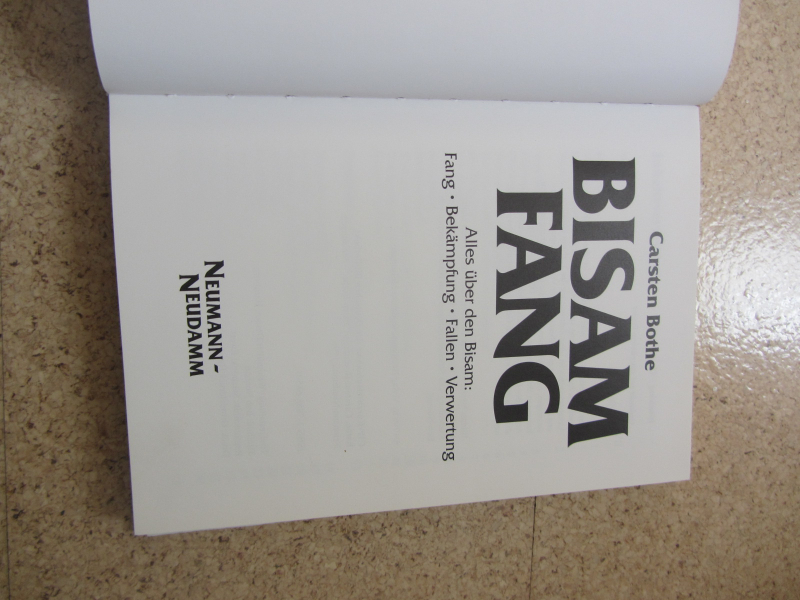 Carsten Bothe
BISAM
FANG
Alles über den Bisam:
Fang • Bekämpfung • Fallen • Verwertung
NEUMANN-
NEUDAMM